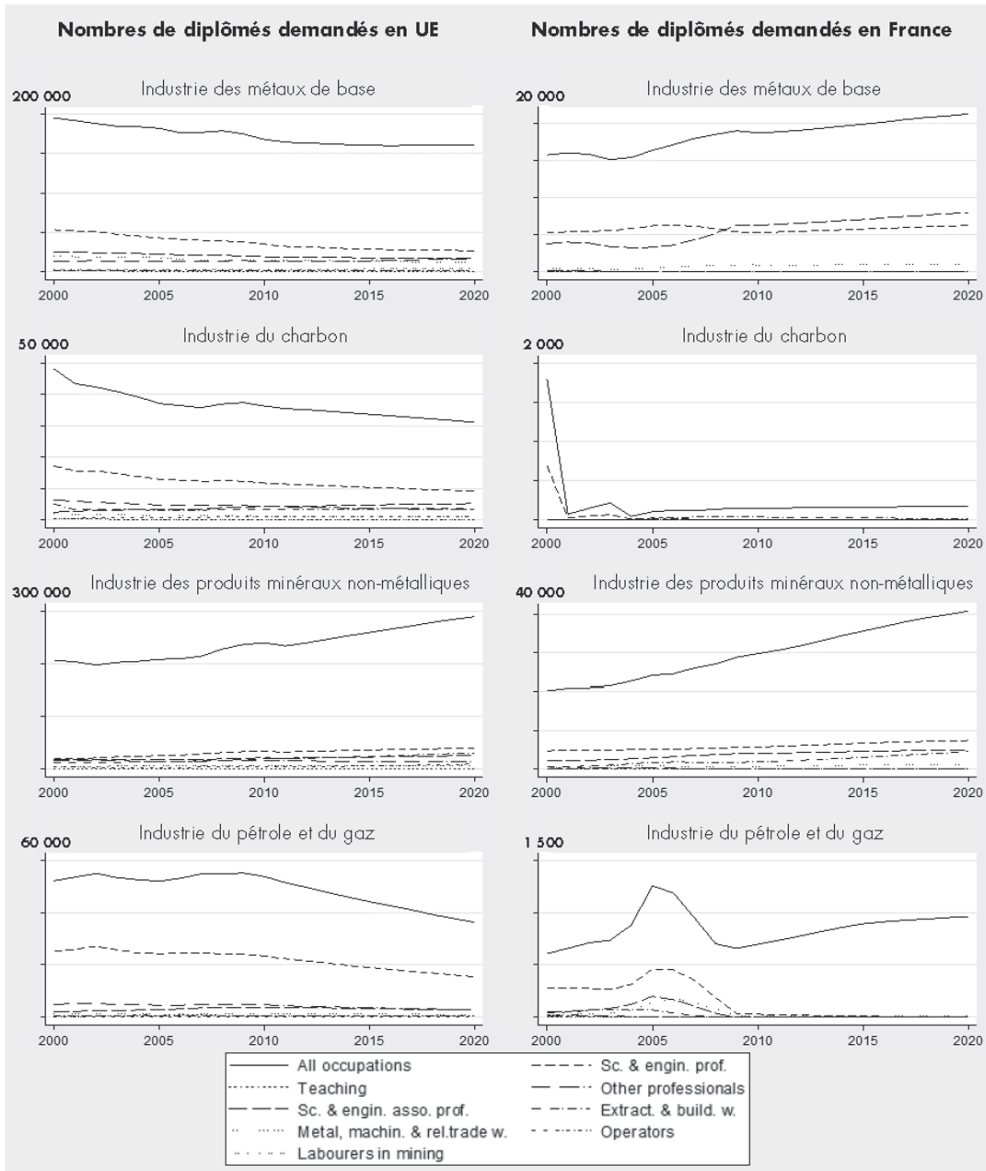 Nombres de diplômés demandés en UE
Nombres de diplômés demandés en France
Industrie des métaux de base
200 000
2000 2005 2010 2015 2020
Industrie des métaux de base
20 000
2000 2005 2010 2015 2020
Industrie du charbon
50 000
2000 2005 2010 2015 2020
Industrie du charbon
2 000
2000 2005 2010 2015 2020
Industrie des produits minéraux non-métalliques
300 000
2000 2005 2010 2015 2020
Industrie des produits minéraux non-métalliques
40 000
2000 2005 2010 2015 2020
Industrie du pétrole et du gaz
60 000
2000 2005 2010 2015 2020
Industrie du pétrole et du gaz
1 500
2000 2005 2010 2015 2020
All occupations
Sc. & engin. prof.
Teaching
Other professionals
Sc. & engin. asso. prof.
Extract. & build. w.
Metal, machin. & rel.trade w.
Operators
Labourers in mining